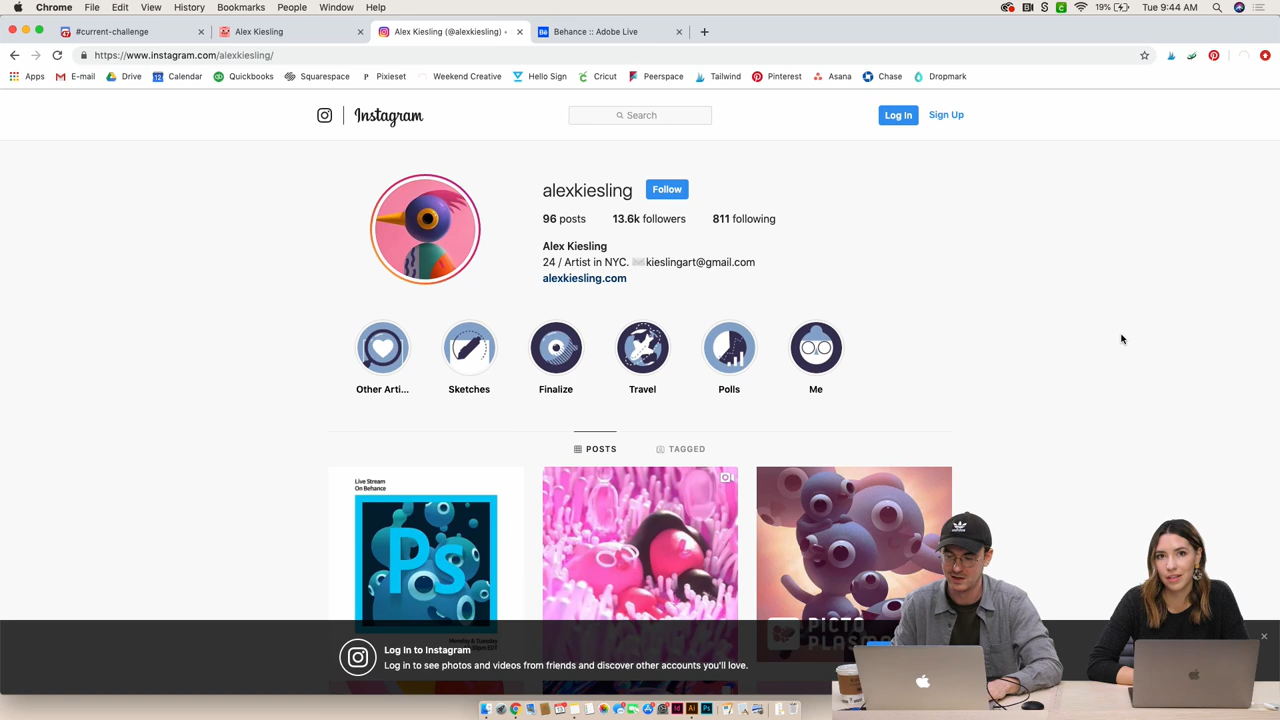 Chrome File Edit View History Bookmarks People Window Help 19% Tue 9:44 AM
#current-challenge Alex Kiesling Alex Kiesling (@alexkiesling) • Behance :: Adobe Live
https://www.instagram.com/alexkiesling/
Apps E-mail Drive Calendar Quickbooks Squarespace Pixieset Weekend Creative Hello Sign Cricut Peerspace Tailwind Pinterest Asana Chase Dropmark
Instagram Search Log In Sign Up
alexkiesling Follow
96 posts 13.6k followers 811 following
Alex Kiesling
24 / Artist in NYC. ✉️kieslingart@gmail.com
alexkiesling.com
Other Arti... Sketches Finalize Travel Polls Me
POSTS TAGGED
Live Stream
On Behance
Ps
PICTO
Monday & Tuesday
Log In to Instagram
Log in to see photos and videos from friends and discover other accounts you'll love.